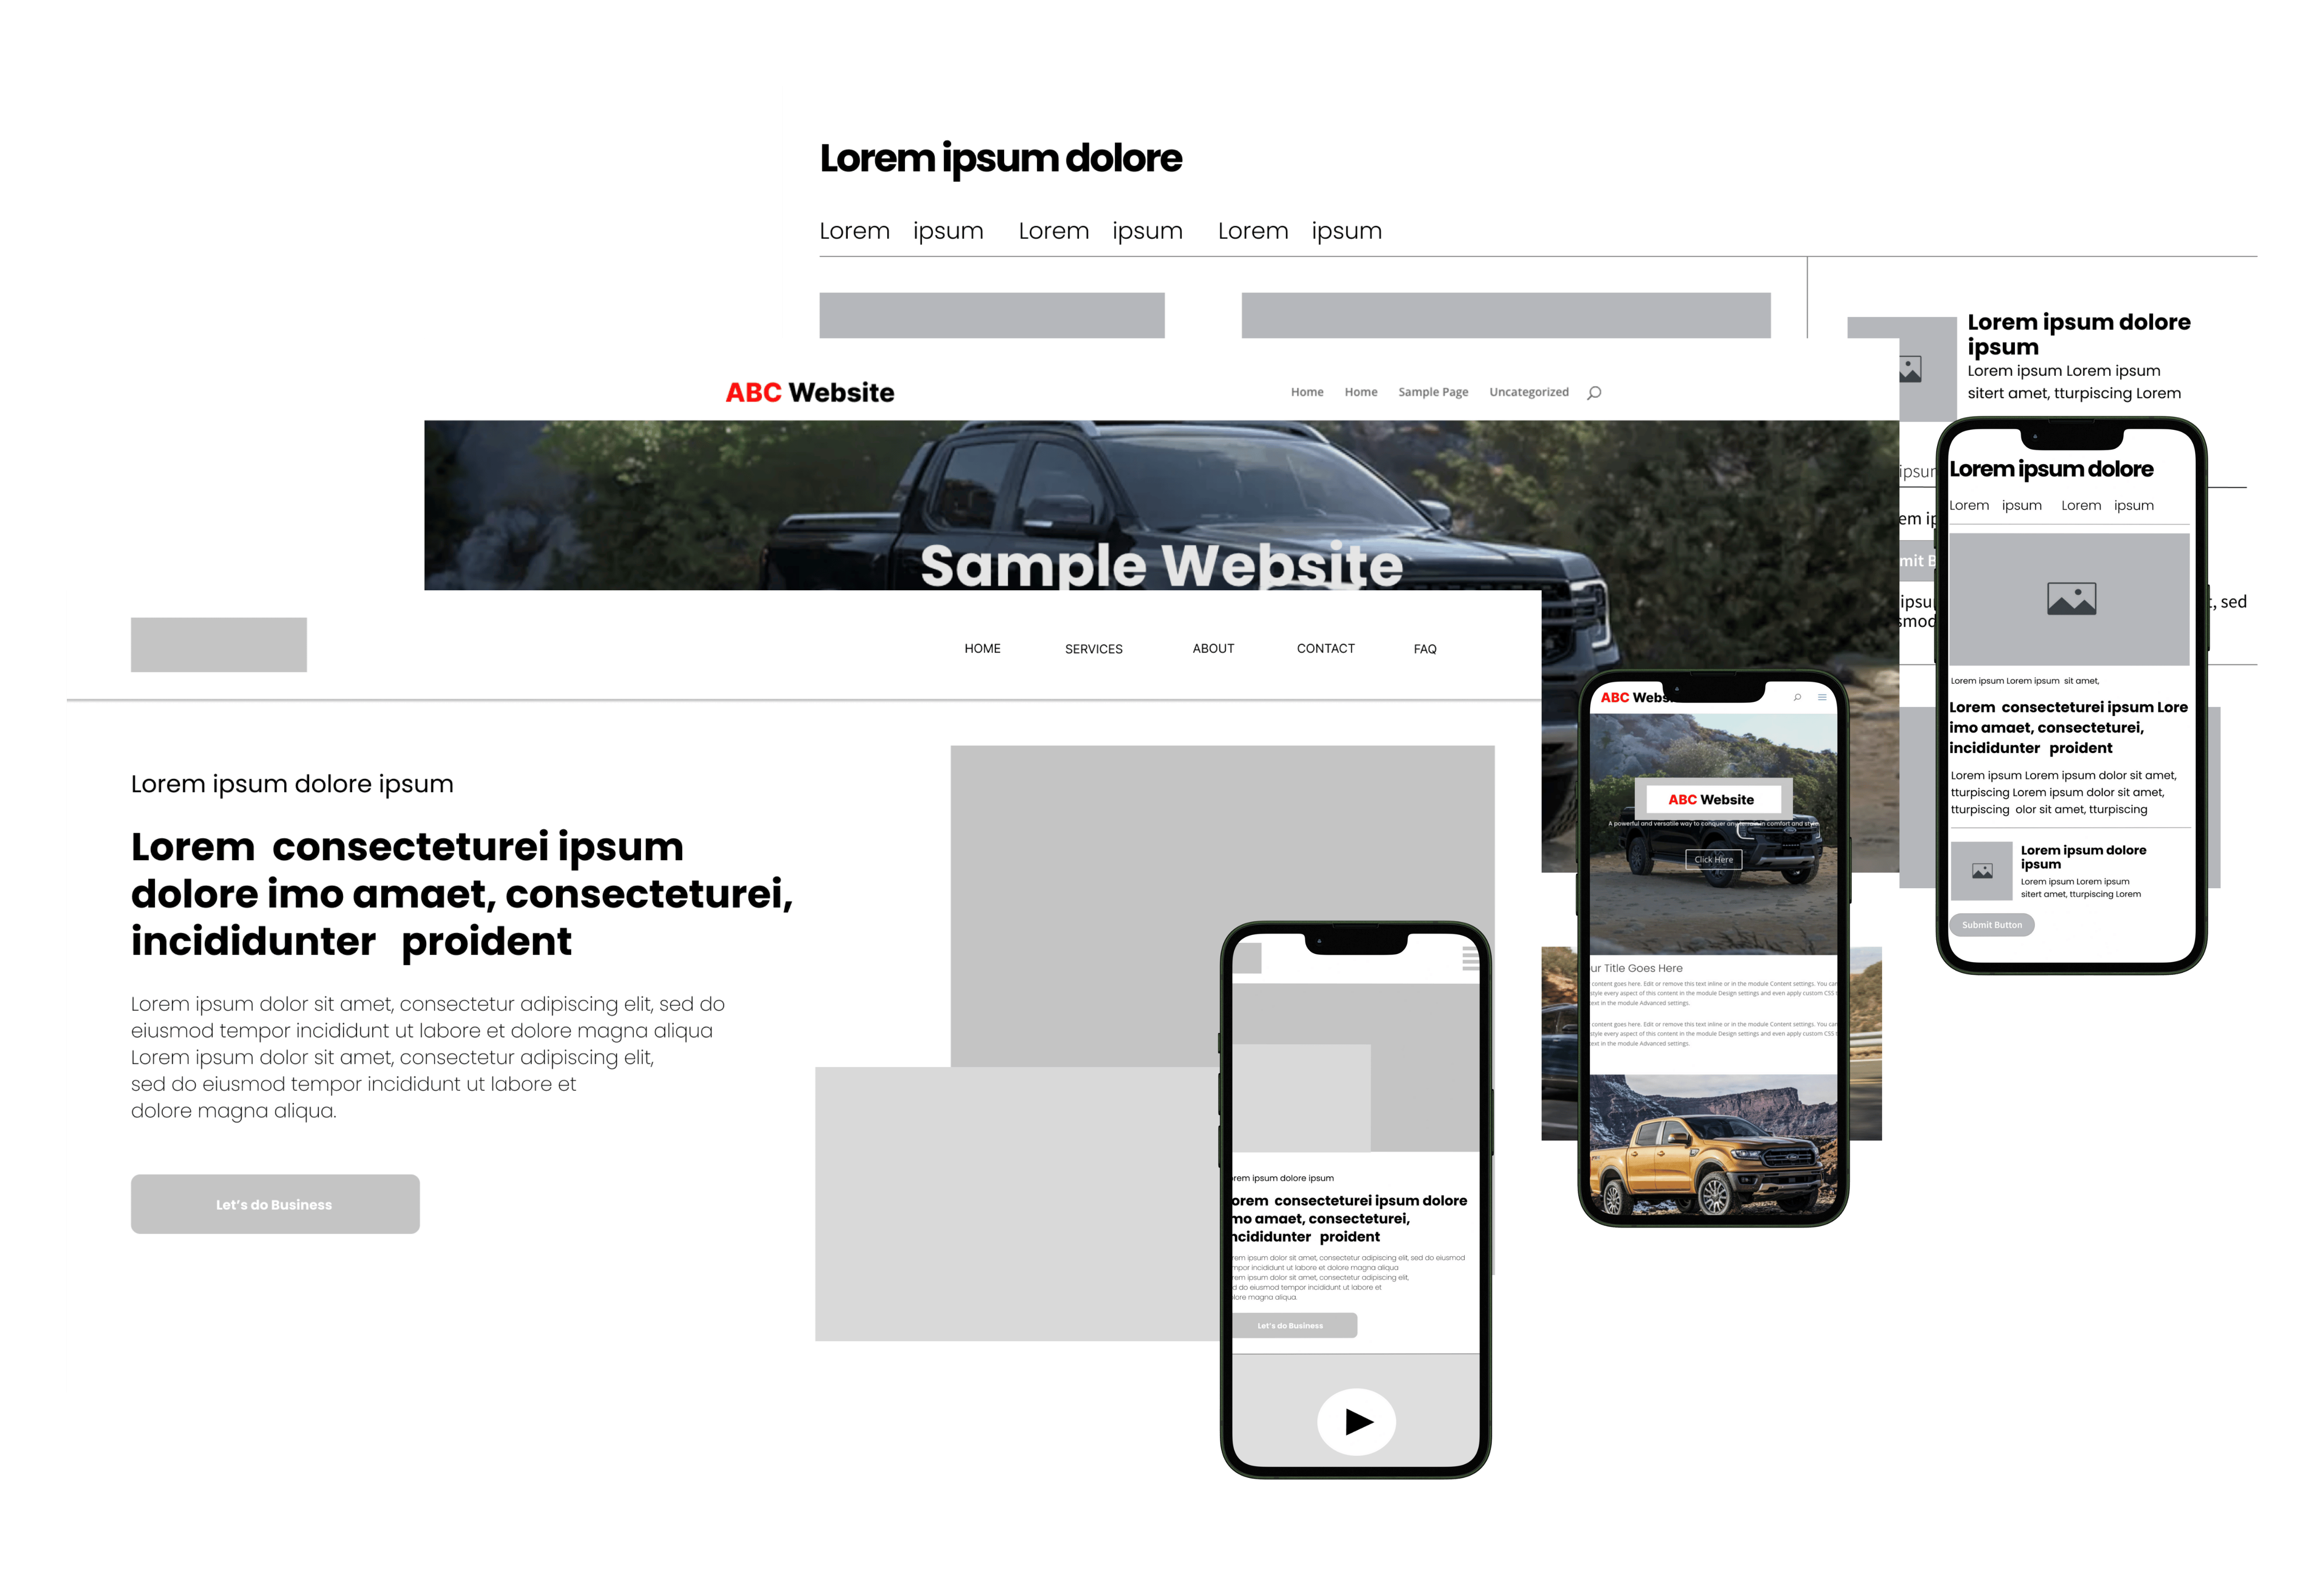 Lorem ipsum dolore
Lorem ipsum Lorem ipsum Lorem ipsum
Lorem ipsum dolore
ipsum
Lorem ipsum Lorem ipsum
sitert amet, tturpiscing Lorem
, sed
ABC Website
Home Home Sample Page Uncategorized
Sample Website
HOME SERVICES ABOUT CONTACT FAQ
Lorem ipsum dolore ipsum
Lorem consecteturei ipsum
dolore imo amaet, consecteturei,
incididunter proident
Lorem ipsum dolor sit amet, consectetur adipiscing elit, sed do
eiusmod tempor incididunt ut labore et dolore magna aliqua
Lorem ipsum dolor sit amet, consectetur adipiscing elit,
sed do eiusmod tempor incididunt ut labore et
dolore magna aliqua.
Let's do Business
orem ipsum dolore ipsum
orem consecteturei ipsum dolore
mo amaet, consecteturei,
ncididunter proident
rem ipsum dolor sit amet, consectetur adipiscing elit, sed do eiusmod
mpor incididunt ut labore et dolore magna aliqua
rem ipsum dolor sit amet, consectetur adipiscing elit,
d do eiusmod tempor incididunt ut labore et
lore magna aliqua.
Let's do Business
ABC Webs
ABC Website
A powerful and versatile way to conquer any terrain in comfort and style.
Click Here
ur Title Goes Here
content goes here. Edit or remove this text inline or in the module Content settings. You can
style every aspect of this content in the module Design settings and even apply custom CSS
ext in the module Advanced settings.
content goes here. Edit or remove this text inline or in the module Content settings. You can
style every aspect of this content in the module Design settings and even apply custom CSS
ext in the module Advanced settings.
Lorem ipsum dolore
Lorem ipsum Lorem ipsum
Lorem ipsum Lorem ipsum sit amet,
Lorem consecteturei ipsum Lore
imo amaet, consecteturei,
incididunter proident
Lorem ipsum Lorem ipsum dolor sit amet,
tturpiscing Lorem ipsum dolor sit amet,
tturpiscing olor sit amet, tturpiscing
Lorem ipsum dolore
ipsum
Lorem ipsum Lorem ipsum
sitert amet, tturpiscing Lorem
Submit Button